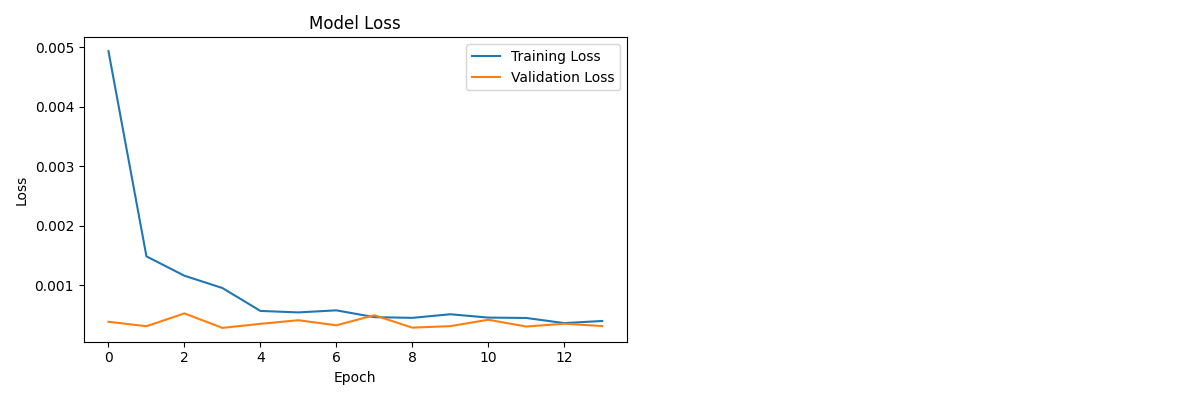 Model Loss
Training Loss
Validation Loss
0.005
0.004
0.003
0.002
0.001
Loss
0 2 4 6 8 10 12
Epoch